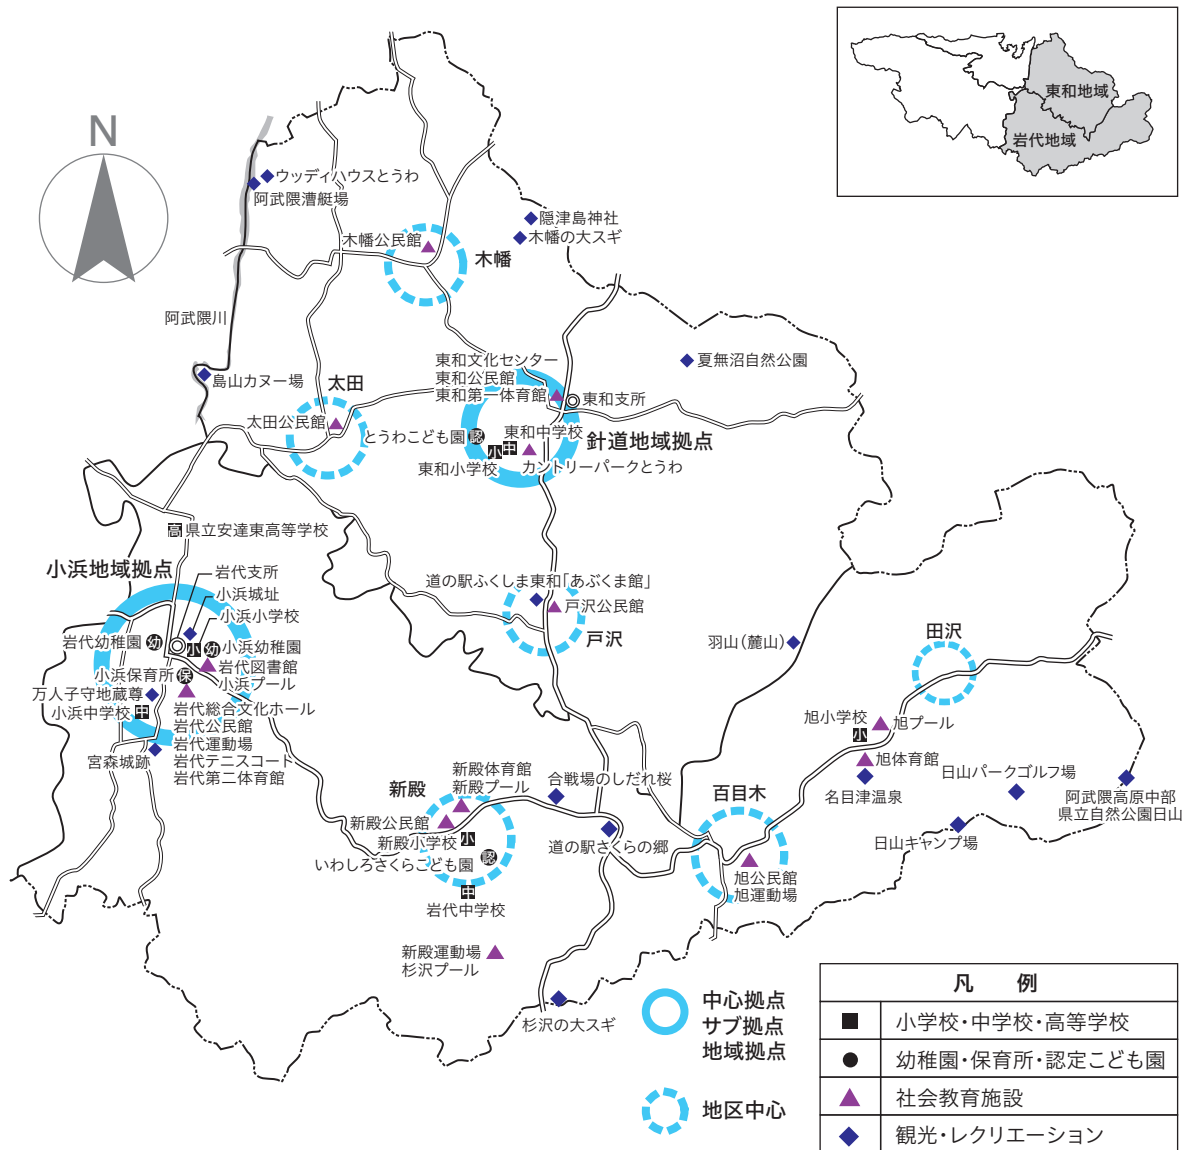 N
東和地域
岩代地域
ウッディハウスとうわ
阿武隈漕艇場
隠津島神社
木幡の大スギ
木幡公民館
木幡
阿武隈川
島山カヌー場
太田
太田公民館
東和文化センター
東和公民館
東和第一体育館
東和支所
夏無沼自然公園
とうわこども園
認
東和中学校
小
中
針道地域拠点
東和小学校
カントリーパークとうわ
高
県立安達東高等学校
小浜地域拠点
岩代支所
小浜城址
小浜小学校
岩代幼稚園
幼
小
幼
小浜幼稚園
岩代図書館
小浜プール
小浜保育所
保
万人子守地蔵尊
小浜中学校
中
岩代総合文化ホール
岩代公民館
岩代運動場
岩代テニスコート
岩代第二体育館
宮森城跡
道の駅ふくしま東和「あぶくま館」
戸沢公民館
戸沢
羽山（麓山）
田沢
旭小学校
小
旭プール
旭体育館
名目津温泉
日山パークゴルフ場
阿武隈高原中部
県立自然公園日山
日山キャンプ場
新殿
新殿体育館
新殿プール
新殿公民館
新殿小学校
小
いわしろさくらこども園
認
中
岩代中学校
合戦場のしだれ桜
道の駅さくらの郷
百目木
旭公民館
旭運動場
新殿運動場
杉沢プール
杉沢の大スギ
中心拠点
サブ拠点
地域拠点
地区中心
凡　例
小学校・中学校・高等学校
幼稚園・保育所・認定こども園
社会教育施設
観光・レクリエーション